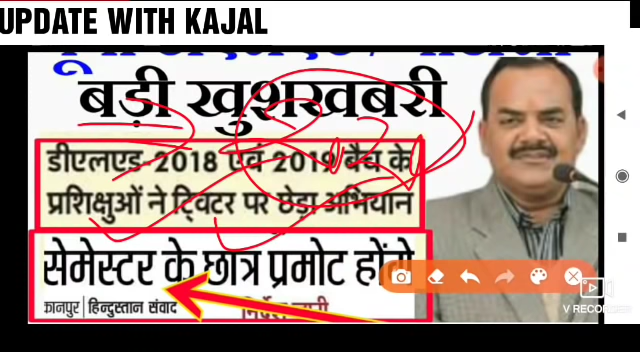 UPDATE WITH KAJAL
बड़ी खुशखबरी
डीएलएड-2018 एवं 2019 बैच के
प्रशिक्षुओं ने ट्विटर पर छेड़ा अभियान
सेमेस्टर के छात्र प्रमोट होंगे
कानपुर | हिन्दुस्तान संवाद
V RECO